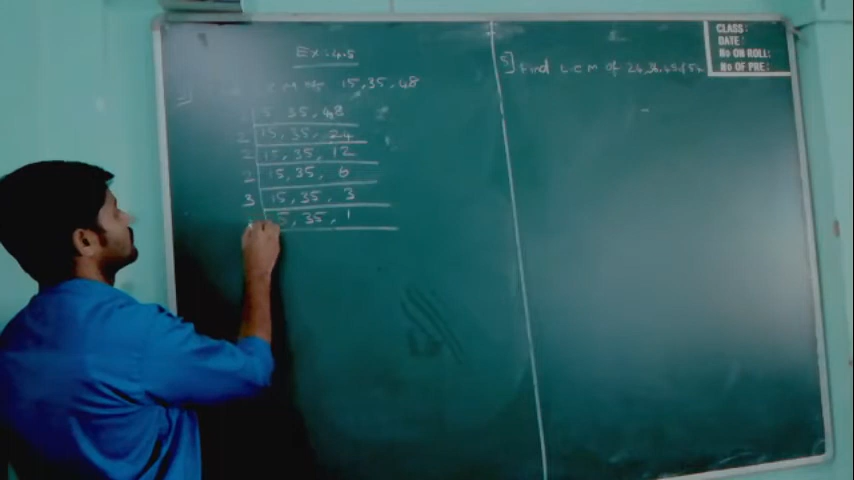 Ex: 4.5
C M of 15, 35, 48
5, 35, 48
2 15, 35, 24
2 15, 35, 12
2 15, 35, 6
3 15, 35, 3
5, 35, 1
5] Find L.C.M of
CLASS:
DATE:
No ON ROLL:
No OF PRE: